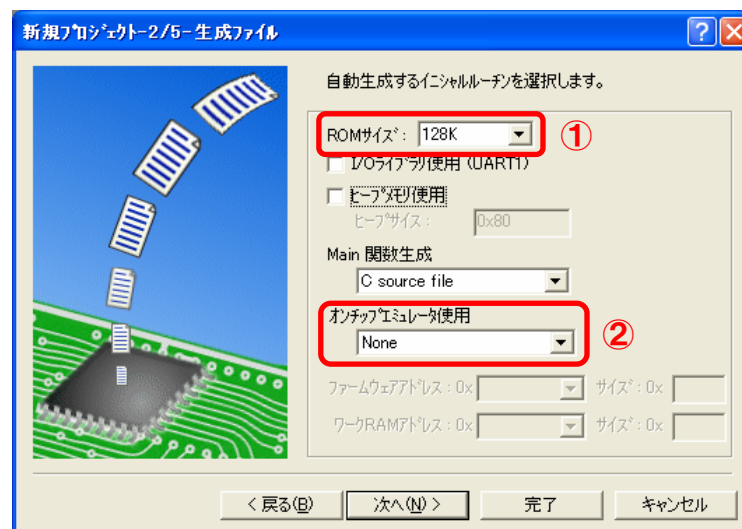 新規ﾌﾟﾛｼﾞｪｸﾄ-2/5-生成ﾌｧｲﾙ
自動生成するｲﾆｼｬﾙﾙｰﾁﾝを選択します。
ROMｻｲｽﾞ: 128K ①
I/Oﾗｲﾌﾞﾗﾘ使用 (UART1)
ﾋｰﾌﾟﾒﾓﾘ使用
ﾋｰﾌﾟｻｲｽﾞ: 0x80
Main 関数生成
C source file
ｵﾝﾁｯﾌﾟｴﾐｭﾚｰﾀ使用
None ②
ﾌｧｰﾑｳｪｱｱﾄﾞﾚｽ : 0x ｻｲｽﾞ : 0x
ﾜｰｸRAMｱﾄﾞﾚｽ : 0x ｻｲｽﾞ : 0x
< 戻る(B) 次へ(N) > 完了 キャンセル